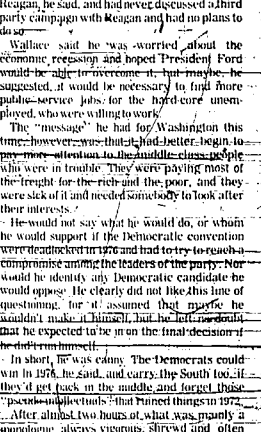 Reagan, he said, and had never discussed a third
party campaign with Reagan and had no plans to
do so.
Wallace said he was worried about the
economic recession and hoped President Ford
would be able to overcome it, but maybe, he
suggested, it would be necessary to find more
public service jobs for the hard-core unem-
ployed, who were willing to work.
The "message" he had for Washington this
time, however, was that it had better begin to
pay more attention to the middle class people
who were in trouble. They were paying most of
the freight for the rich and the poor, and they
were sick of it and needed somebody to look after
their interests.
He would not say what he would do, or whom
he would support if the Democratic convention
were deadlocked in 1976 and had to try to reach a
compromise among the leaders of the party. Nor
would he identify any Democratic candidate he
would oppose. He clearly did not like this line of
questioning, for it assumed that maybe he
wouldn't make it himself, but he left no doubt
that he expected to be in on the final decision if
he didn't run himself.
In short, he was canny. The Democrats could
win in 1976, he said, and carry the South too, if
they'd get back in the middle and forget those
"pseudo-intellectuals" that ruined things in 1972.
After almost two hours of what was mainly a
monologue, always vigorous, shrewd and often